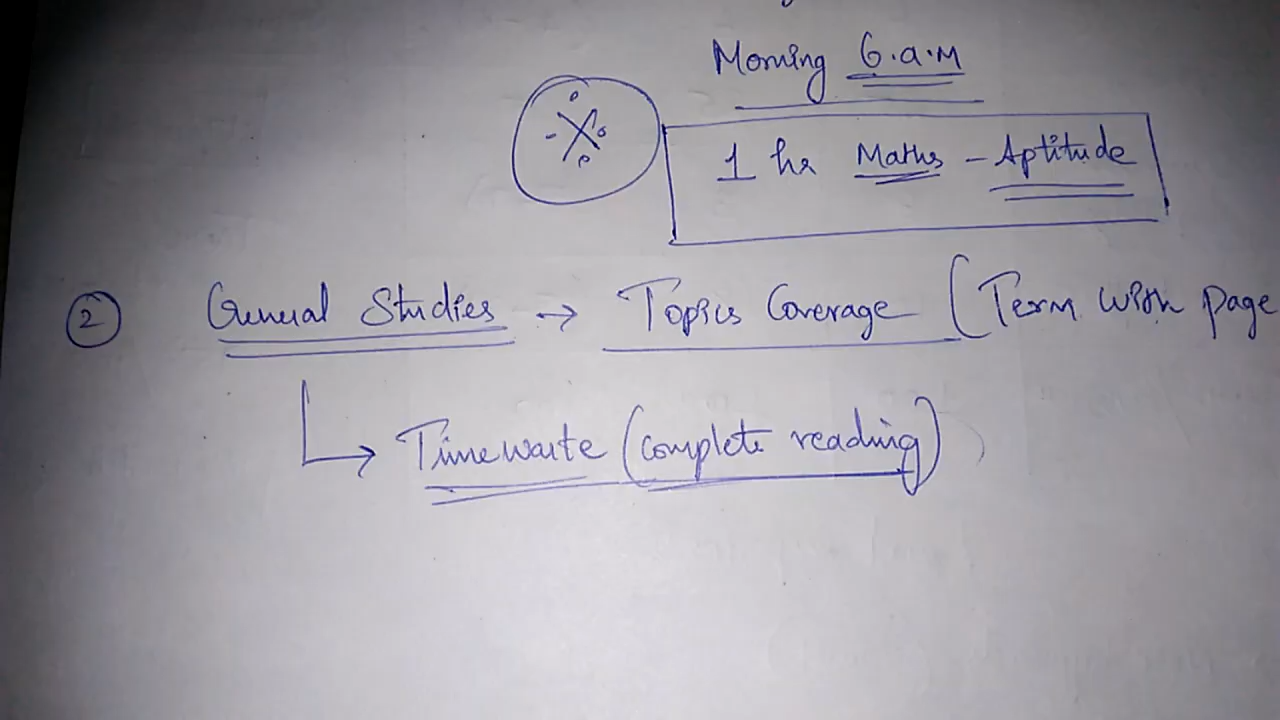 Morning 6.a.m
1 hr Maths - Aptitude
2 General Studies → Topics Coverage (Term with page
Timewaste (complete reading)